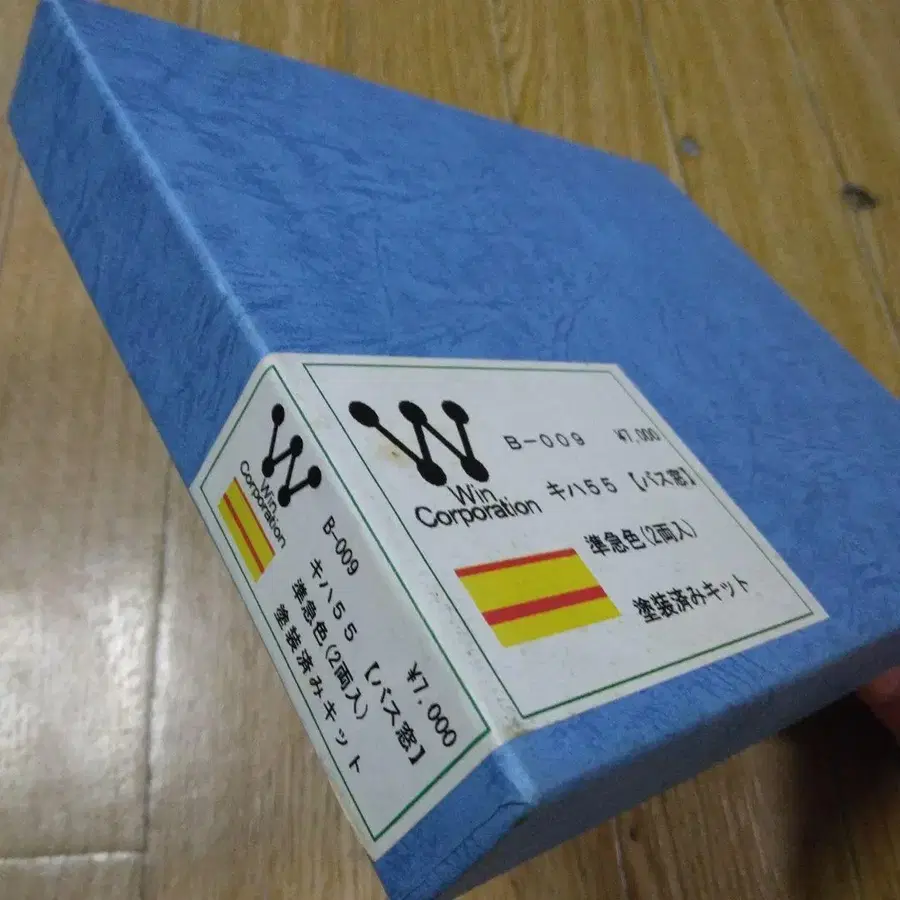 Win
Corporation
B-009 ¥7,000
キハ55 【バス窓】
準急色(2両入)
塗装済みキット
Win
Corporation
B-009 ¥7,000
キハ55 【バス窓】
準急色(2両入)
塗装済みキット